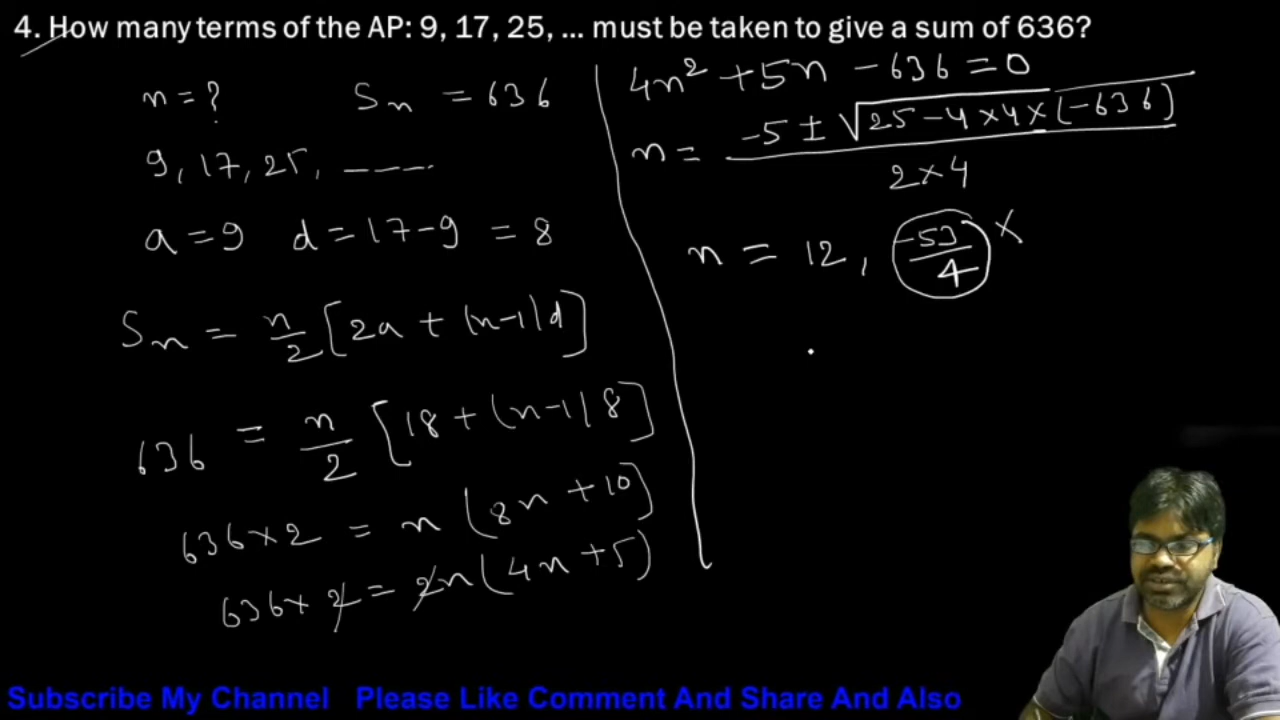 4. How many terms of the AP: 9, 17, 25, ... must be taken to give a sum of 636?
n = ? Sn = 636
9, 17, 25, ----
a = 9 d = 17-9 = 8
Sn = n/2 [2a + (n-1)d]
636 = n/2 [18 + (n-1)8]
636×2 = n (8n + 10)
636×2 = 2n(4n+5)
4n² + 5n - 636 = 0
n = -5 ± √25-4×4×(-636) / 2×4
n = 12, -53/4 ×
Subscribe My Channel Please Like Comment And Share And Also